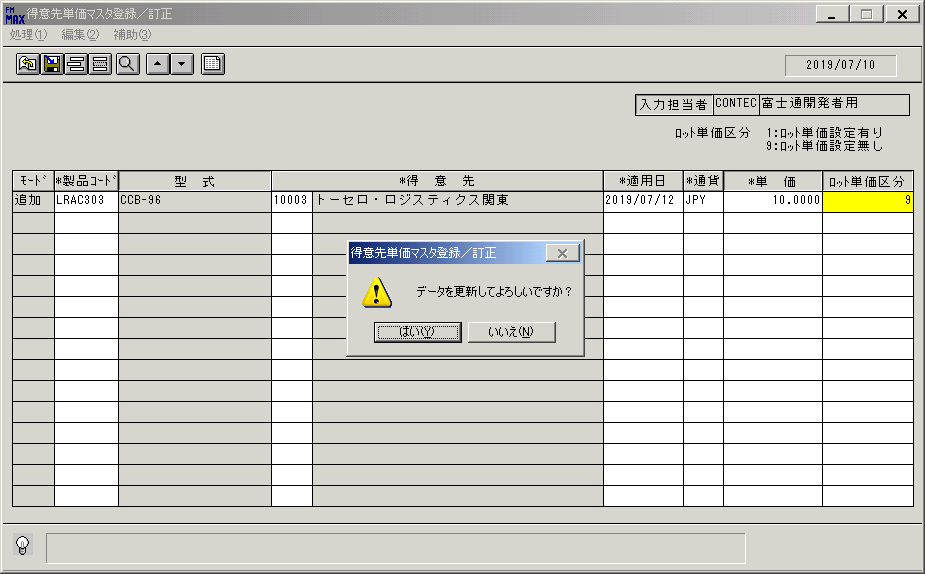 FM MAX 得意先単価マスタ登録／訂正
処理(1) 編集(2) 補助(3)
2019/07/10
入力担当者 CONTEC 富士通開発者用
ﾛｯﾄ単価区分 1:ﾛｯﾄ単価設定有り
9:ﾛｯﾄ単価設定無し
ﾓｰﾄﾞ *製品ｺｰﾄﾞ 型 式 *得 意 先 *適用日 *通貨 *単 価 ﾛｯﾄ単価区分
追加 LRAC303 CCB-96 10003 トーセロ・ロジスティクス関東 2019/07/12 JPY 10.0000 9
得意先単価マスタ登録／訂正
データを更新してよろしいですか？
はい(Y) いいえ(N)